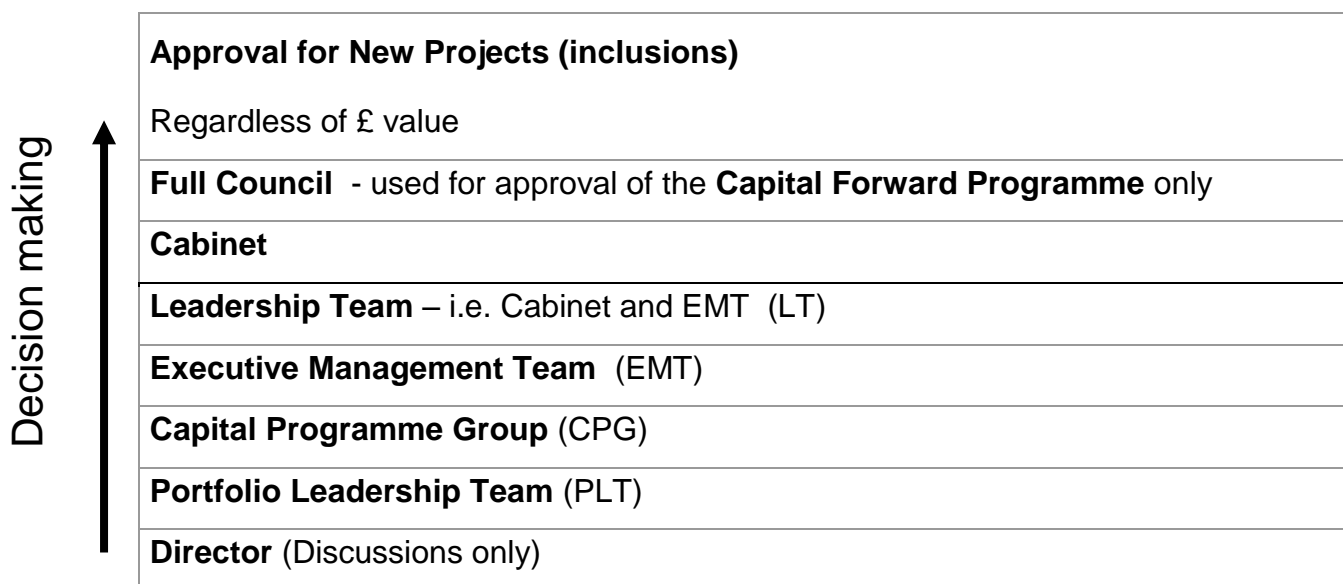 Decision making
Approval for New Projects (inclusions)
Regardless of £ value
Full Council - used for approval of the Capital Forward Programme only
Cabinet
Leadership Team – i.e. Cabinet and EMT (LT)
Executive Management Team (EMT)
Capital Programme Group (CPG)
Portfolio Leadership Team (PLT)
Director (Discussions only)